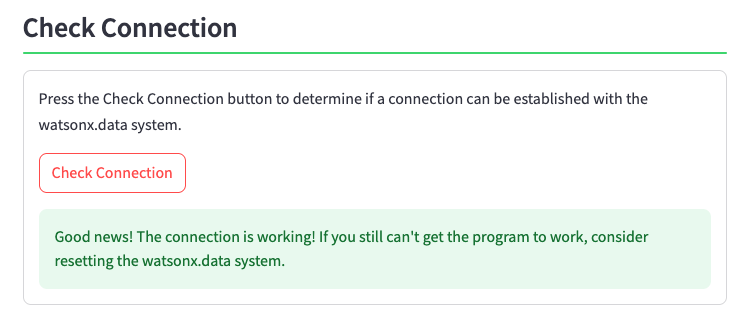 Check Connection
Press the Check Connection button to determine if a connection can be established with the
watsonx.data system.
Check Connection
Good news! The connection is working! If you still can't get the program to work, consider
resetting the watsonx.data system.